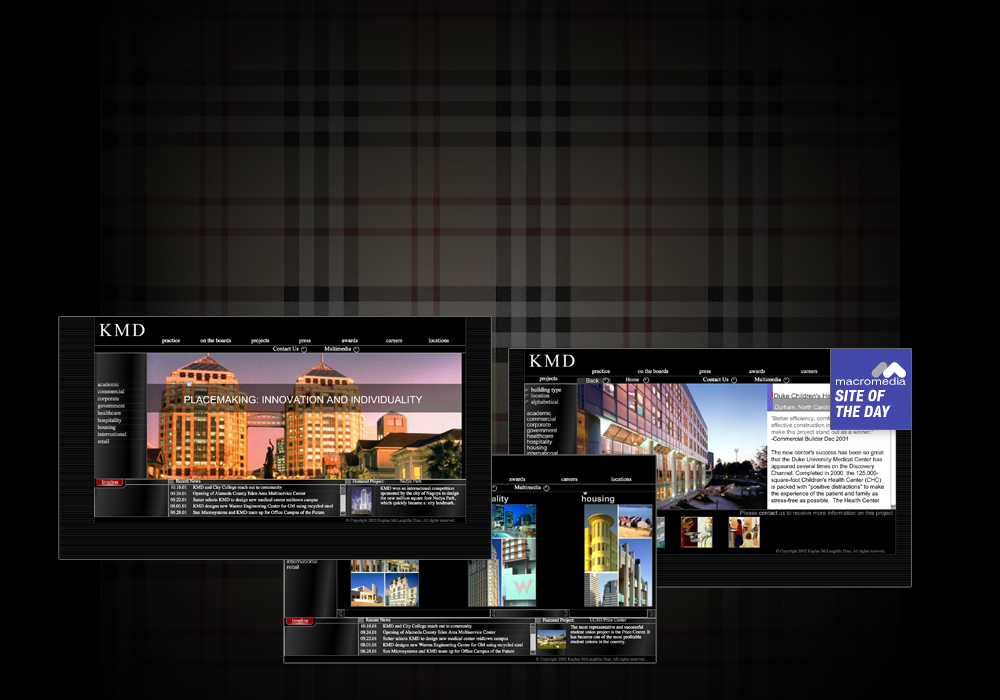 KMD
practice on the boards projects press awards careers locations
Contact Us Multimedia
academic
commercial
corporate
government
healthcare
hospitality
housing
international
retail
PLACEMAKING: INNOVATION AND INDIVIDUALITY
timeline
Recent News
10.16.01 KMD and City College reach out to community
09.24.01 Opening of Alameda County Eden Area Multiservice Center
09.22.01 Sutter selects KMD to design new medical center midtown campus
08.01.01 KMD designs new Warren Engineering Center for GM using recycled steel
06.28.01 Sun Microsystems and KMD team up for Office Campus of the Future
Featured Project: Nadya Park
KMD won an international competition
sponsored by the city of Nagoya to design
the new million square foot Nadya Park,
which quickly became a city landmark.
© Copyright 2002 Kaplan McLaughlin Diaz. All rights reserved.
KMD
practice on the boards press awards careers
projects Back Home Contact Us Multimedia
building type
location
alphabetical
academic
commercial
corporate
government
healthcare
hospitality
housing
international
macromedia
SITE OF
THE DAY
Duke Children's He
Durham, North Carol
"Better efficiency, com
effective construction
make this project stand out as a winner."
-Commercial Builder Dec 2001
The new center's success has been so great
that the Duke University Medical Center has
appeared several times on the Discovery
Channel. Completed in 2000, the 125,000-
square-foot Children's Health Center (CHC)
is packed with "positive distractions" to make
the experience of the patient and family as
stress-free as possible. The Health Center
Please contact us to receive more information on this project
© Copyright 2002 Kaplan McLaughlin Diaz. All rights reserved.
awards careers locations
Multimedia
ality housing
W
international
retail
timeline
Recent News
10.16.01 KMD and City College reach out to community
09.24.01 Opening of Alameda County Eden Area Multiservice Center
09.22.01 Sutter selects KMD to design new medical center midtown campus
08.01.01 KMD designs new Warren Engineering Center for GM using recycled steel
06.28.01 Sun Microsystems and KMD team up for Office Campus of the Future
Featured Project: UCSD Price Center
The most representative and successful
student union project is the Price Center. It
has become one of the most profitable
student unions in the country.
© Copyright 2002 Kaplan McLaughlin Diaz. All rights reserved.